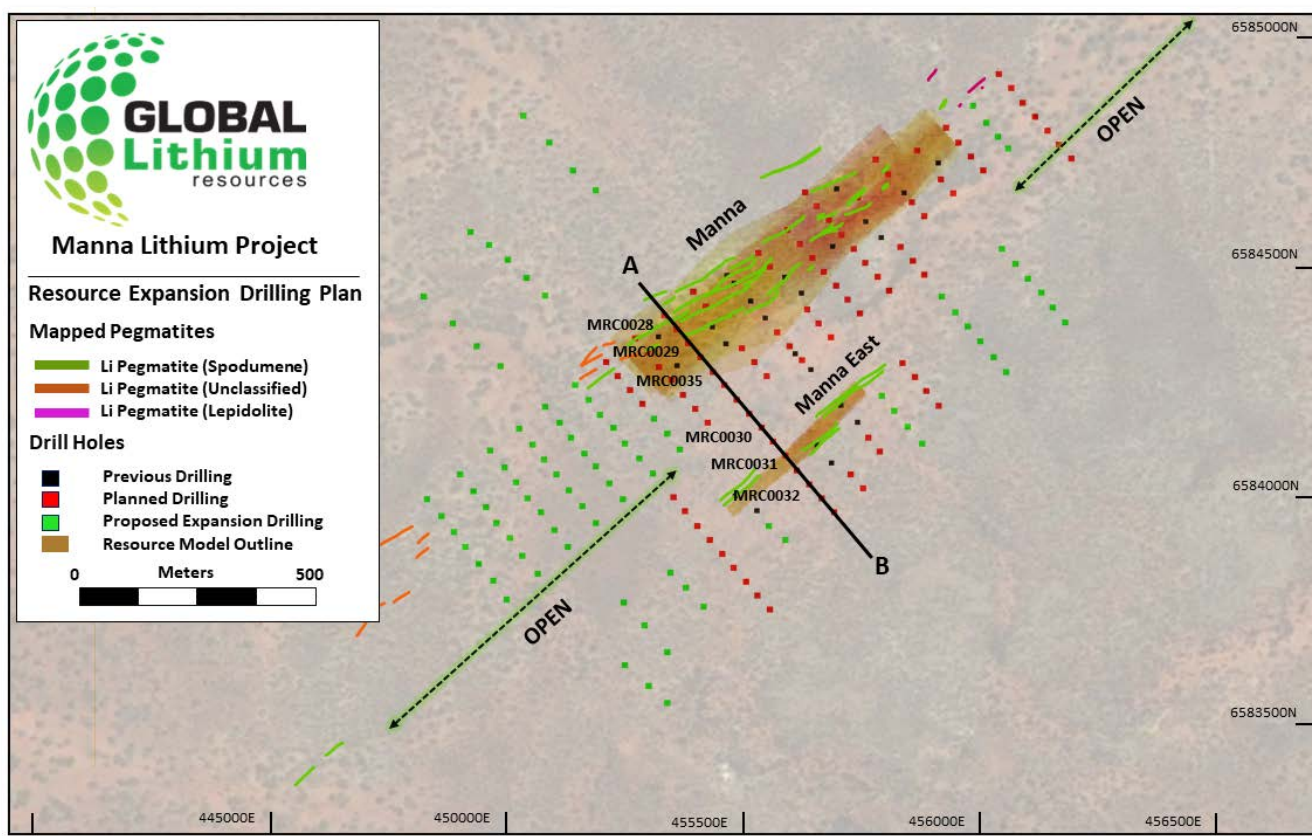 GLOBAL
Lithium
resources
Manna Lithium Project
Resource Expansion Drilling Plan
Mapped Pegmatites
Li Pegmatite (Spodumene)
Li Pegmatite (Unclassified)
Li Pegmatite (Lepidolite)
Drill Holes
Previous Drilling
Planned Drilling
Proposed Expansion Drilling
Resource Model Outline
0 Meters 500
6585000N
OPEN
Manna
A
6584500N
MRC0028
MRC0029
MRC0035
Manna East
MRC0030
MRC0031
MRC0032
6584000N
B
OPEN
6583500N
445000E 450000E 455500E 456000E 456500E